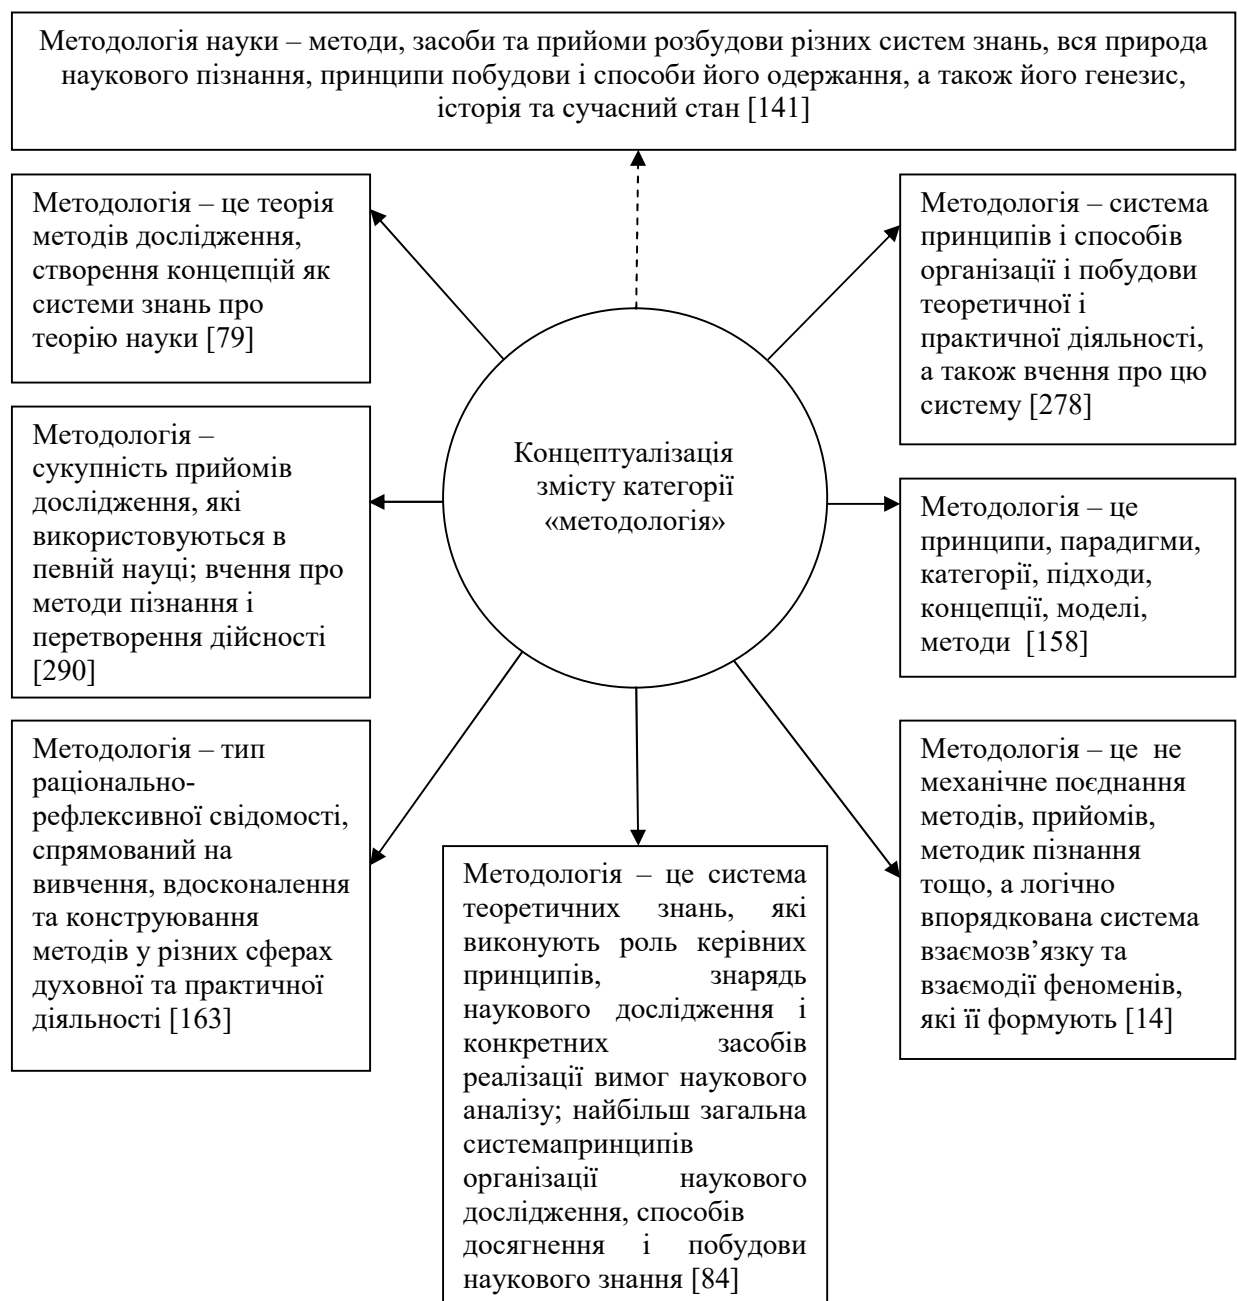 Методологія науки – методи, засоби та прийоми розбудови різних систем знань, вся природа
наукового пізнання, принципи побудови і способи його одержання, а також його генезис,
історія та сучасний стан [141]
Методологія – це теорія
методів дослідження,
створення концепцій як
системи знань про
теорію науки [79]
Методологія – система
принципів і способів
організації і побудови
теоретичної і
практичної діяльності,
а також вчення про цю
систему [278]
Методологія –
сукупність прийомів
дослідження, які
використовуються в
певній науці; вчення про
методи пізнання і
перетворення дійсності
[290]
Концептуалізація
змісту категорії
«методологія»
Методологія – це
принципи, парадигми,
категорії, підходи,
концепції, моделі,
методи [158]
Методологія – тип
раціонально-
рефлексивної свідомості,
спрямований на
вивчення, вдосконалення
та конструювання
методів у різних сферах
духовної та практичної
діяльності [163]
Методологія – це система
теоретичних знань, які
виконують роль керівних
принципів, знарядь
наукового дослідження і
конкретних засобів
реалізації вимог наукового
аналізу; найбільш загальна
системапринципів
організації наукового
дослідження, способів
досягнення і побудови
наукового знання [84]
Методологія – це не
механічне поєднання
методів, прийомів,
методик пізнання
тощо, а логічно
впорядкована система
взаємозв’язку та
взаємодії феноменів,
які її формують [14]